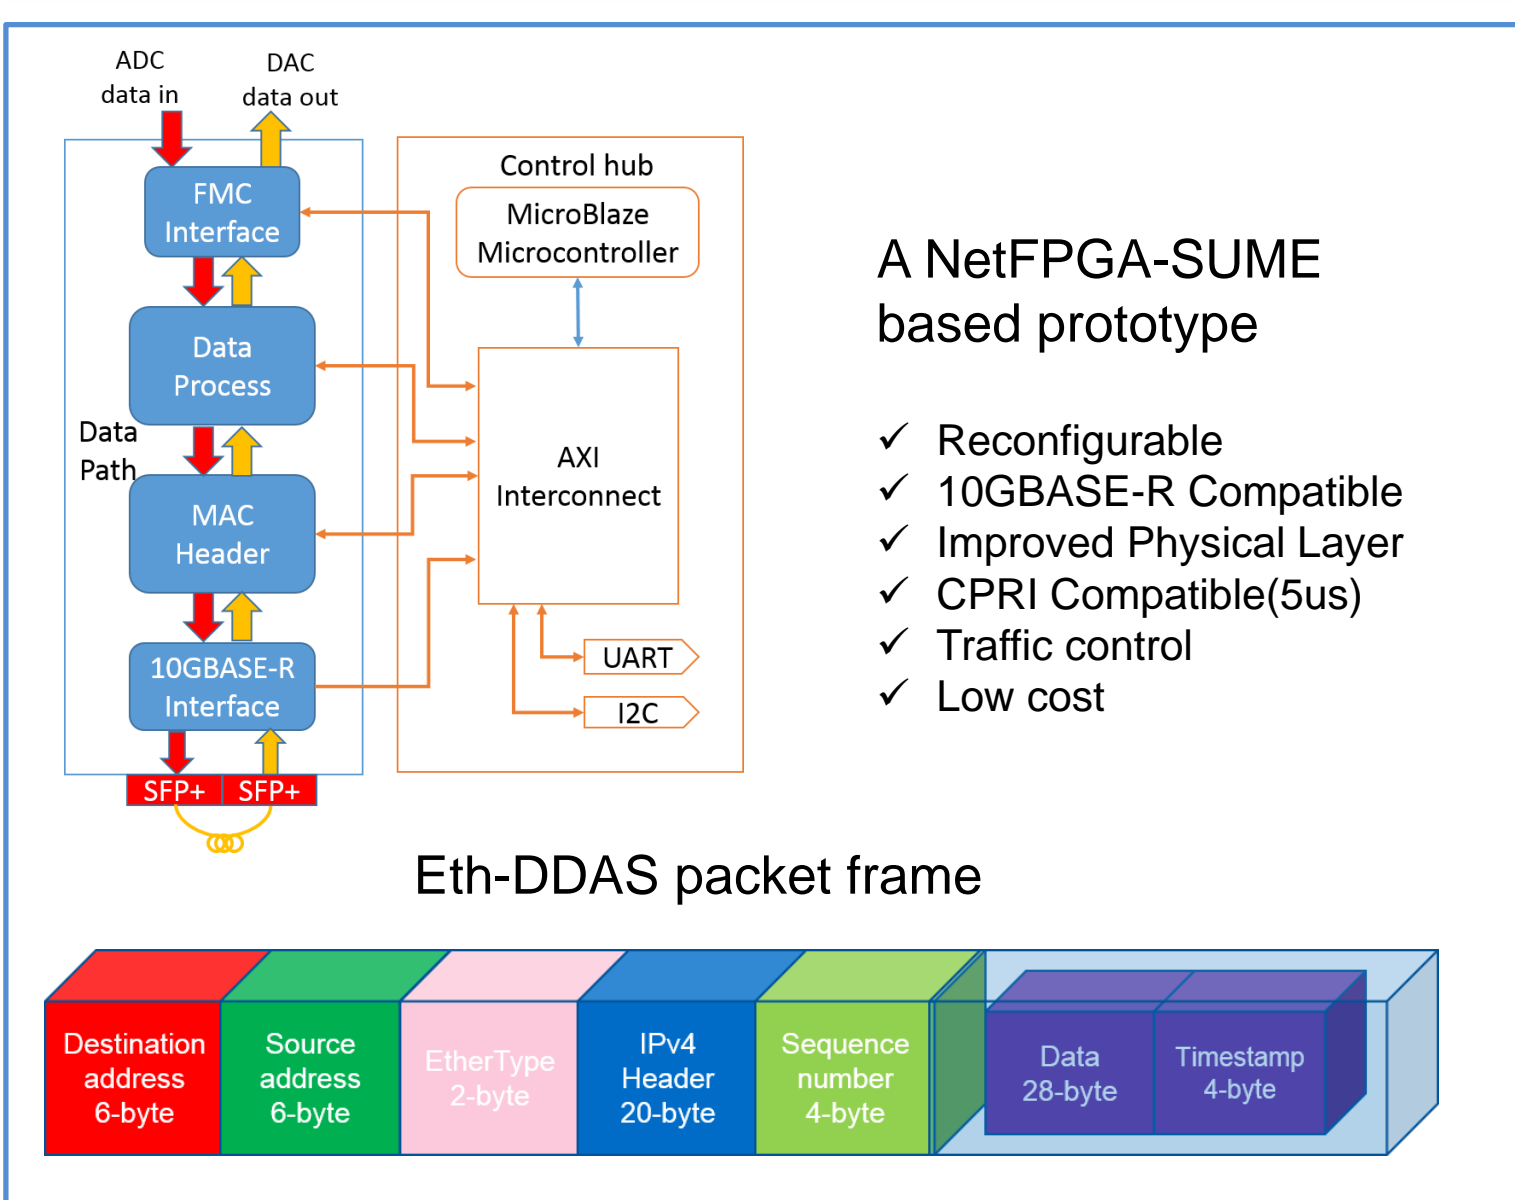 ADC
data in
DAC
data out
FMC
Interface
Data
Process
Data
Path
MAC
Header
10GBASE-R
Interface
SFP+
SFP+
Control hub
MicroBlaze
Microcontroller
AXI
Interconnect
UART
I2C
A NetFPGA-SUME
based prototype
✓ Reconfigurable
✓ 10GBASE-R Compatible
✓ Improved Physical Layer
✓ CPRI Compatible(5us)
✓ Traffic control
✓ Low cost
Eth-DDAS packet frame
Destination
address
6-byte
Source
address
6-byte
EtherType
2-byte
IPv4
Header
20-byte
Sequence
number
4-byte
Data
28-byte
Timestamp
4-byte